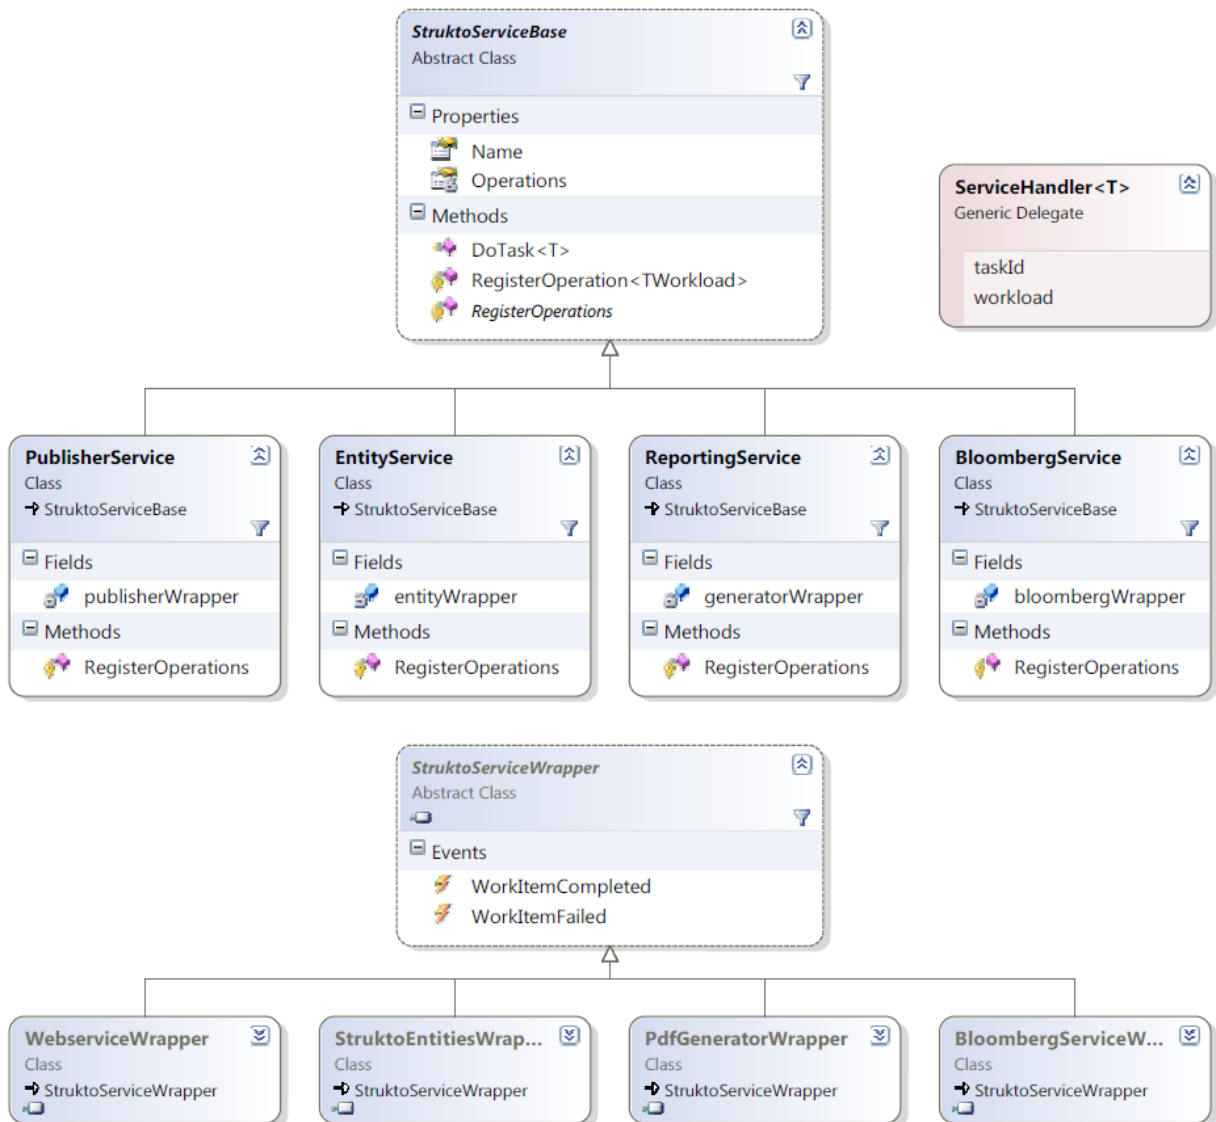 StruktoServiceBase
Abstract Class
Properties
Name
Operations
Methods
DoTask<T>
RegisterOperation<TWorkload>
RegisterOperations
ServiceHandler<T>
Generic Delegate
taskId
workload
PublisherService
Class
StruktoServiceBase
Fields
publisherWrapper
Methods
RegisterOperations
EntityService
Class
StruktoServiceBase
Fields
entityWrapper
Methods
RegisterOperations
ReportingService
Class
StruktoServiceBase
Fields
generatorWrapper
Methods
RegisterOperations
BloombergService
Class
StruktoServiceBase
Fields
bloombergWrapper
Methods
RegisterOperations
StruktoServiceWrapper
Abstract Class
Events
WorkItemCompleted
WorkItemFailed
WebserviceWrapper
Class
StruktoServiceWrapper
StruktoEntitiesWrap...
Class
StruktoServiceWrapper
PdfGeneratorWrapper
Class
StruktoServiceWrapper
BloombergServiceW...
Class
StruktoServiceWrapper